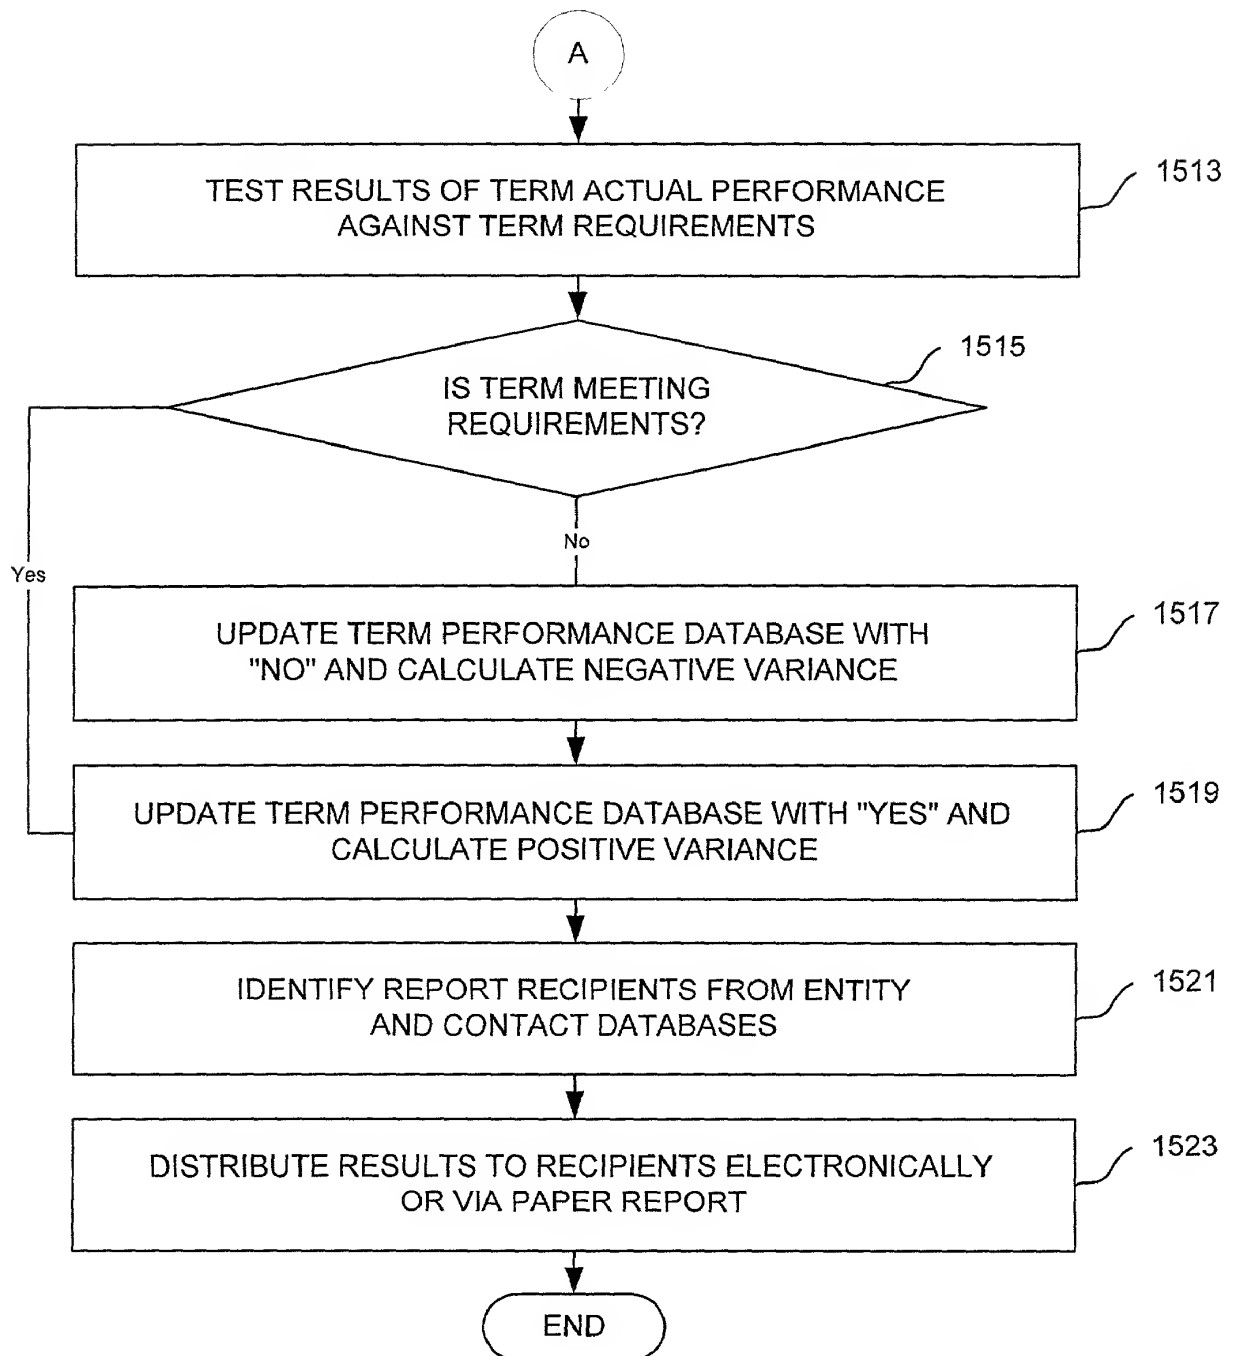 A
TEST RESULTS OF TERM ACTUAL PERFORMANCE
AGAINST TERM REQUIREMENTS
1513
IS TERM MEETING
REQUIREMENTS?
1515
No
Yes
UPDATE TERM PERFORMANCE DATABASE WITH
"NO" AND CALCULATE NEGATIVE VARIANCE
1517
UPDATE TERM PERFORMANCE DATABASE WITH "YES" AND
CALCULATE POSITIVE VARIANCE
1519
IDENTIFY REPORT RECIPIENTS FROM ENTITY
AND CONTACT DATABASES
1521
DISTRIBUTE RESULTS TO RECIPIENTS ELECTRONICALLY
OR VIA PAPER REPORT
1523
END